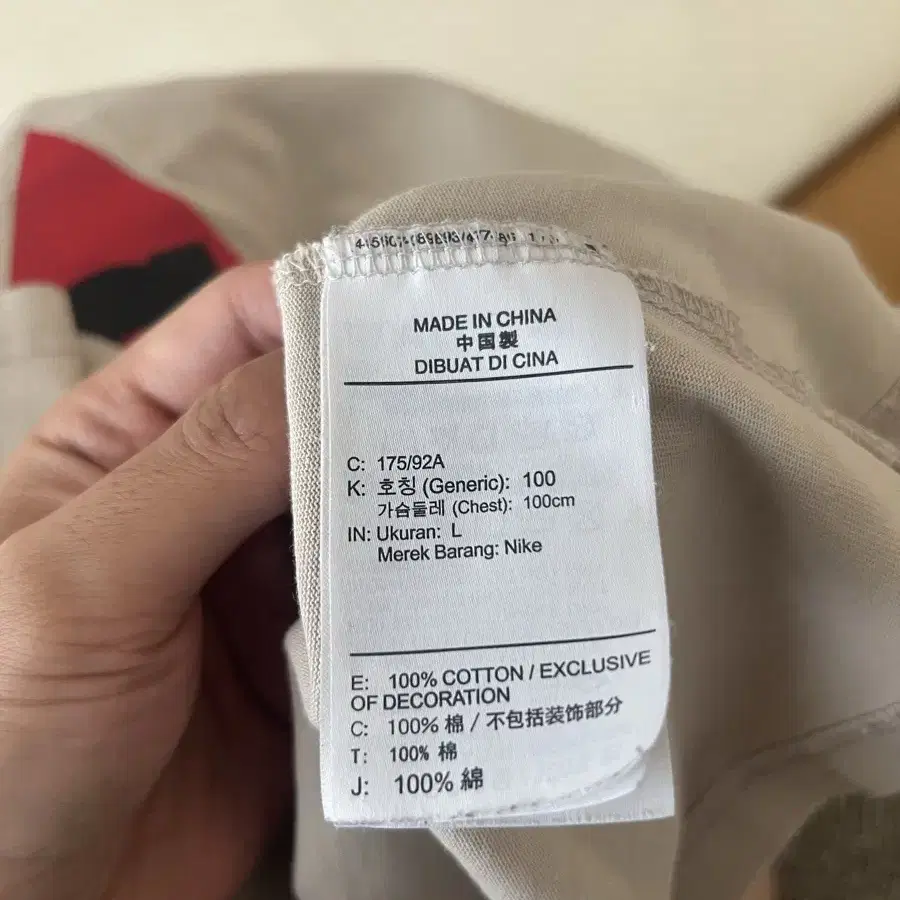 MADE IN CHINA
中国製
DIBUAT DI CINA
C: 175/92A
K: 호칭 (Generic): 100
가슴둘레 (Chest): 100cm
IN: Ukuran: L
Merek Barang: Nike
E: 100% COTTON / EXCLUSIVE
OF DECORATION
C: 100% 棉 / 不包括装饰部分
T: 100% 棉
J: 100% 綿